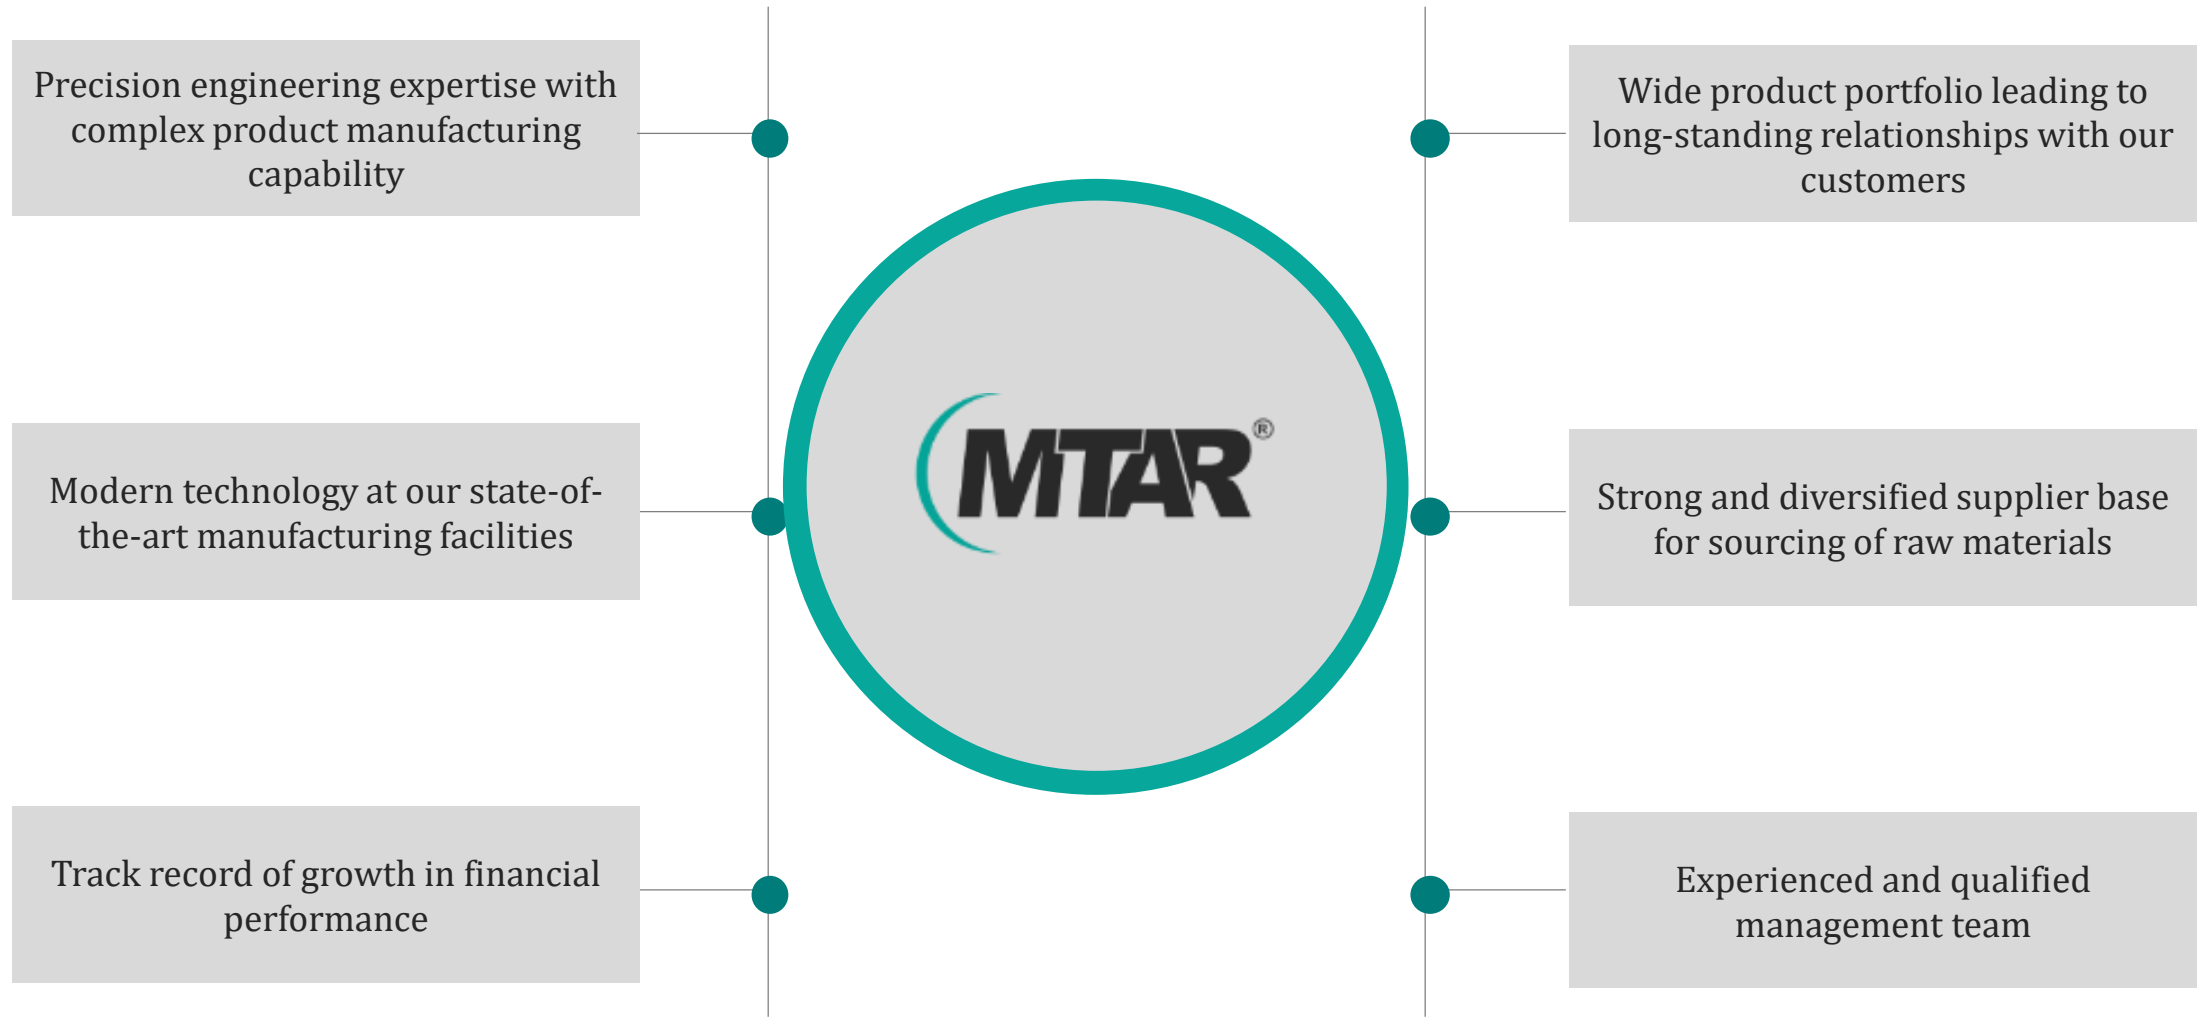 Precision engineering expertise with
complex product manufacturing
capability
Modern technology at our state-of-
the-art manufacturing facilities
Track record of growth in financial
performance
MTAR®
Wide product portfolio leading to
long-standing relationships with our
customers
Strong and diversified supplier base
for sourcing of raw materials
Experienced and qualified
management team